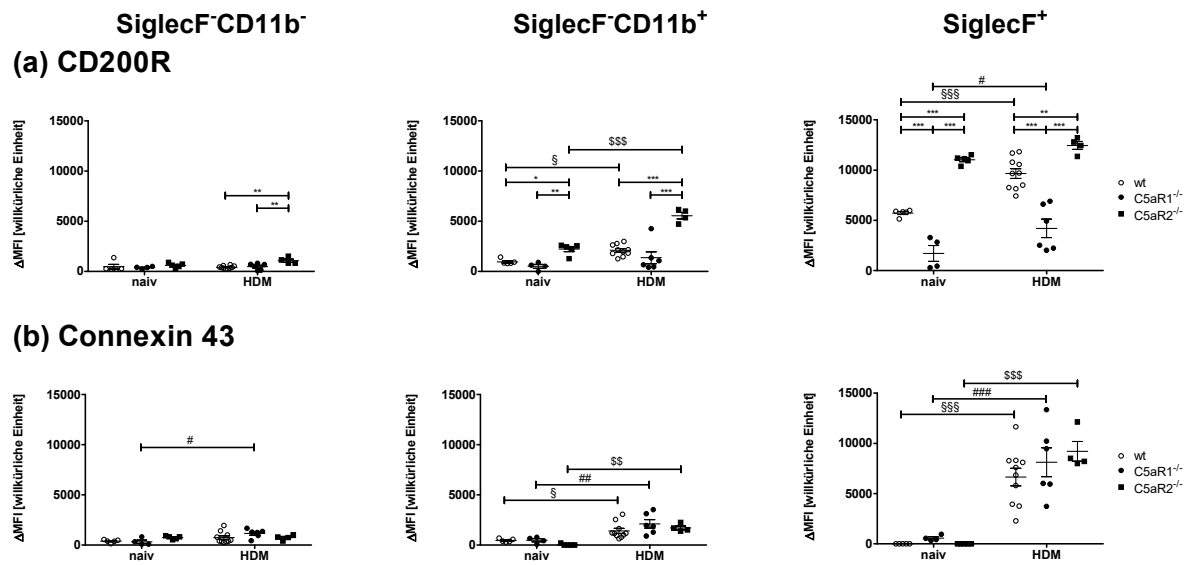 SiglecF⁻CD11b⁻ SiglecF⁻CD11b⁺ SiglecF⁺
(a) CD200R
ΔMFI [willkürliche Einheit]
15000
10000
5000
0
** 
**
naiv HDM
ΔMFI [willkürliche Einheit]
15000
10000
5000
0
$$$
§
* ***
** ***
naiv HDM
ΔMFI [willkürliche Einheit]
15000
10000
5000
0
#
§§§
*** **
*** *** *** ***
naiv HDM
wt
C5aR1⁻/⁻
C5aR2⁻/⁻
(b) Connexin 43
ΔMFI [willkürliche Einheit]
15000
10000
5000
0
#
naiv HDM
ΔMFI [willkürliche Einheit]
15000
10000
5000
0
$$
##
§
naiv HDM
ΔMFI [willkürliche Einheit]
15000
10000
5000
0
$$$
###
§§§
naiv HDM
wt
C5aR1⁻/⁻
C5aR2⁻/⁻